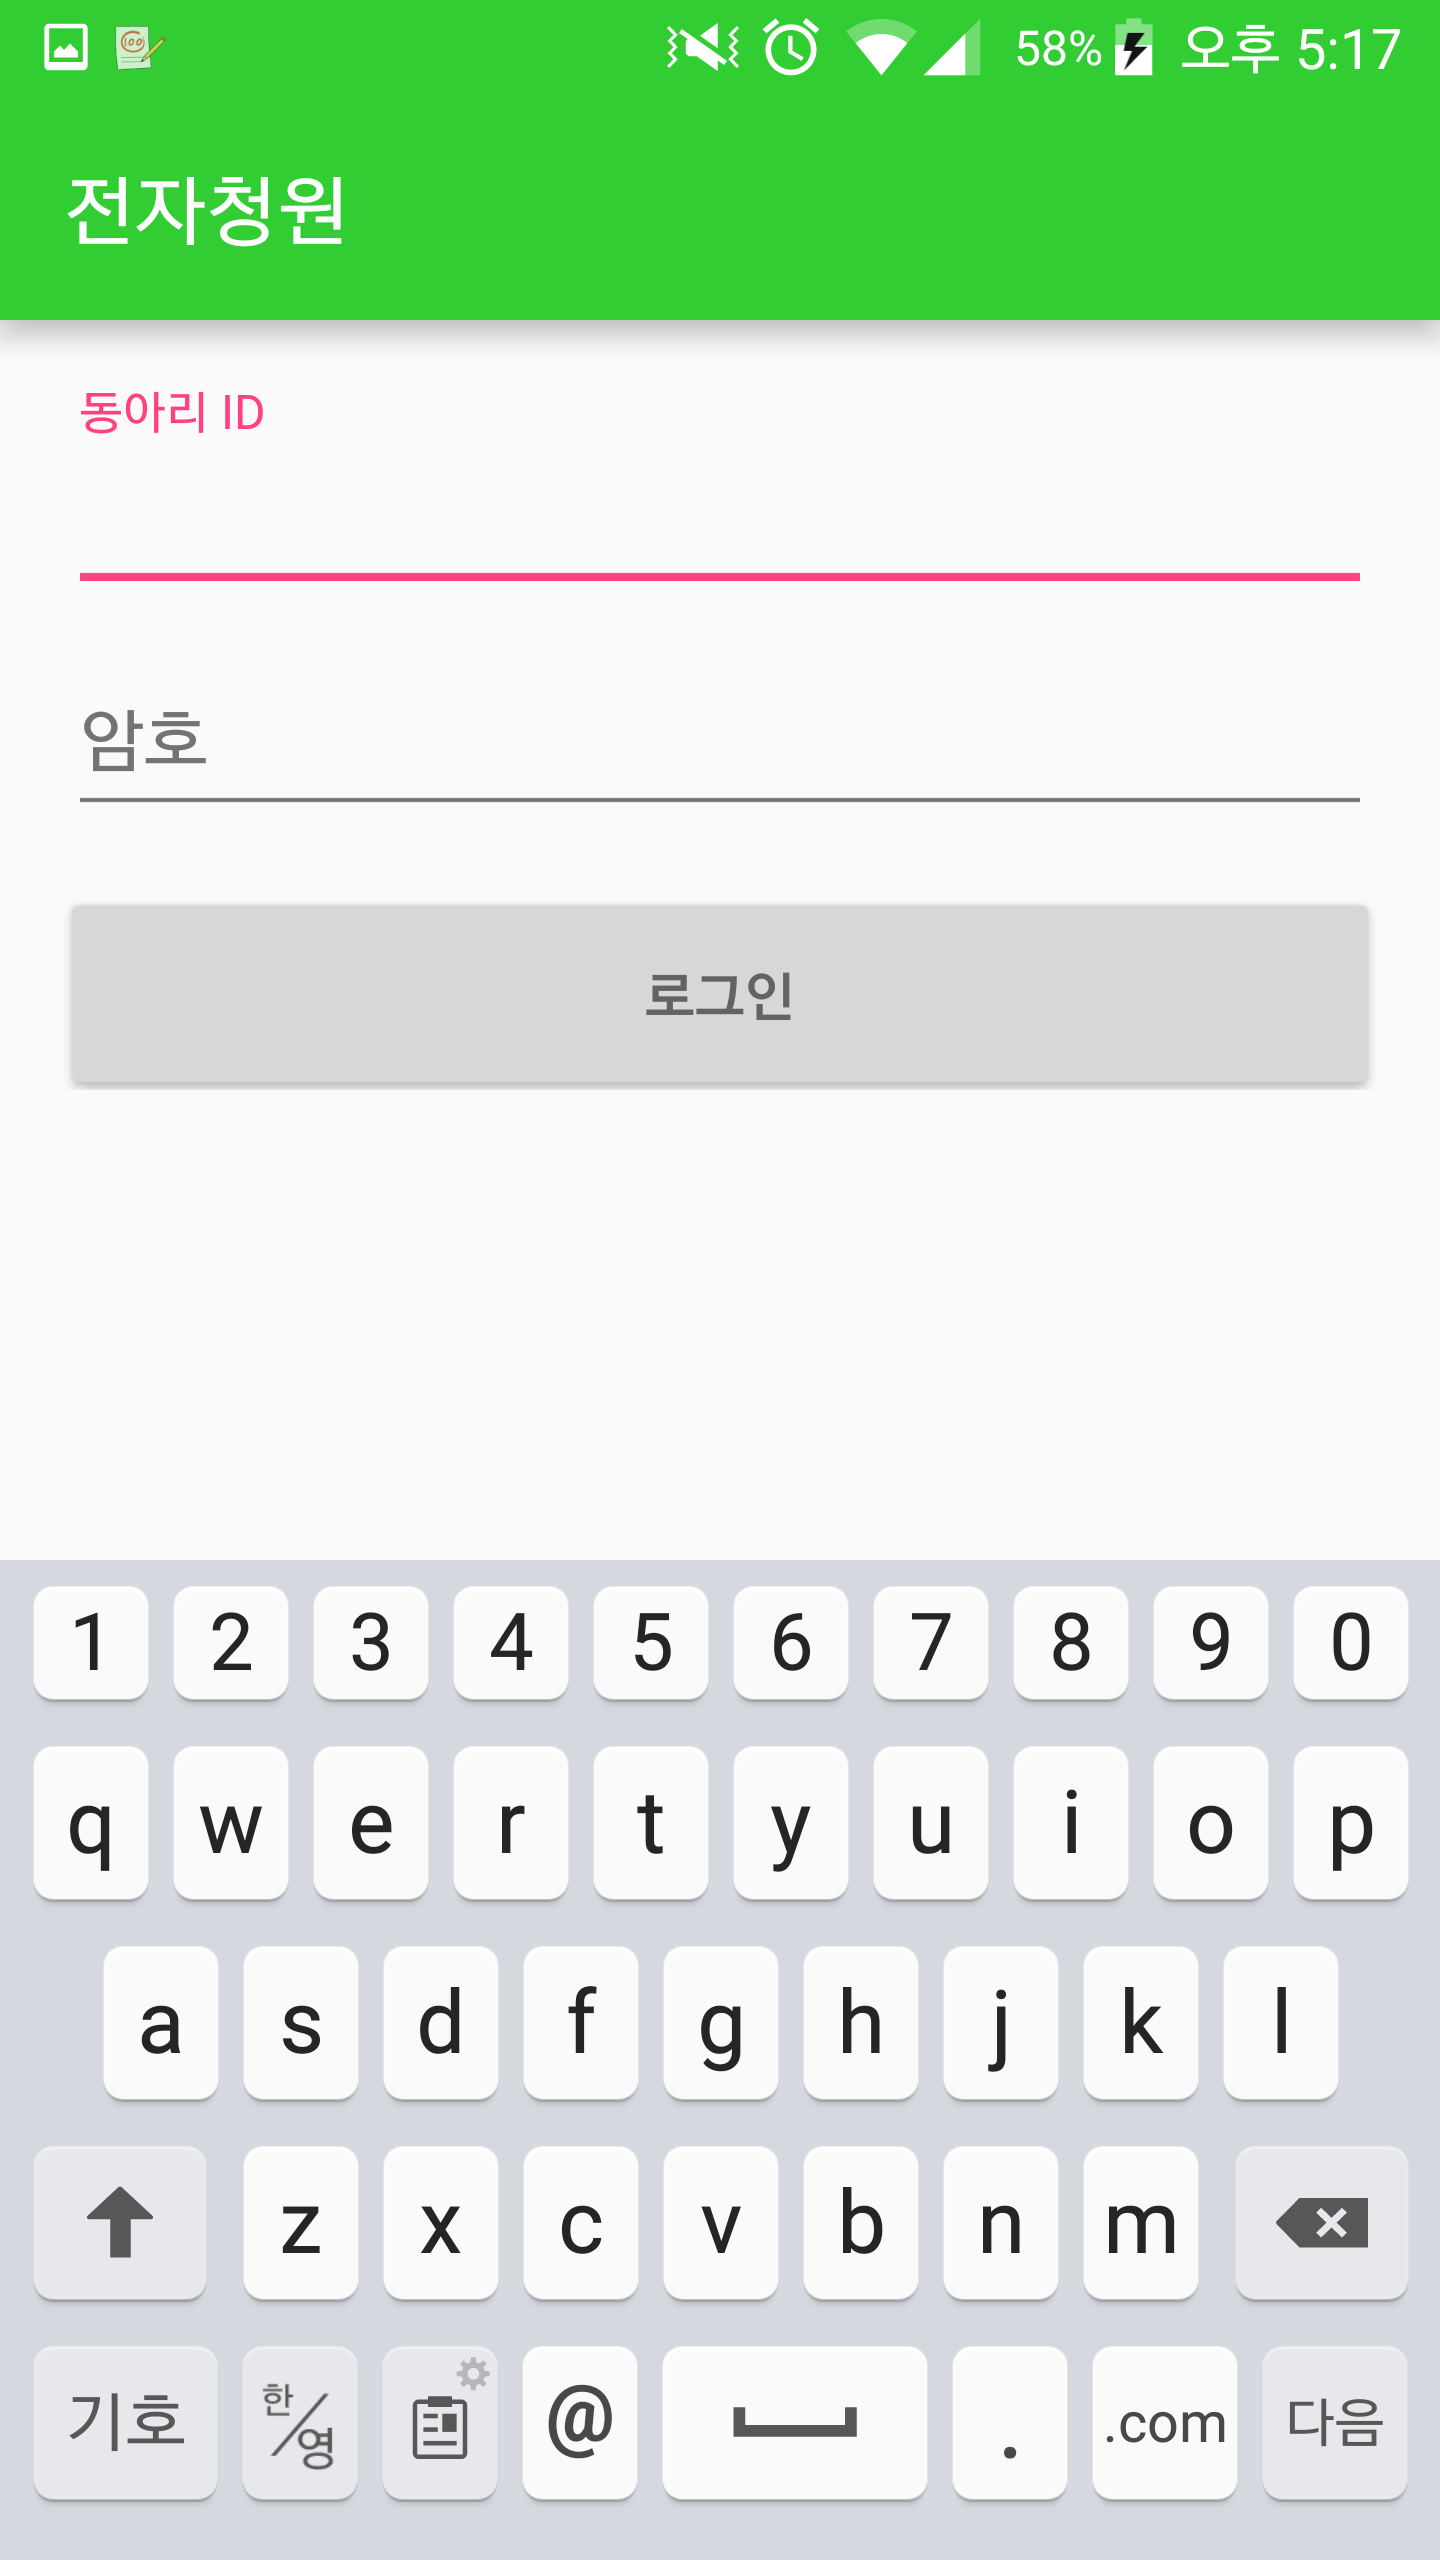 58% 오후 5:17
전자청원
동아리 ID
암호
로그인
1 2 3 4 5 6 7 8 9 0
q w e r t y u i o p
a s d f g h j k l
z x c v b n m
기호 한/영 @ . .com 다음